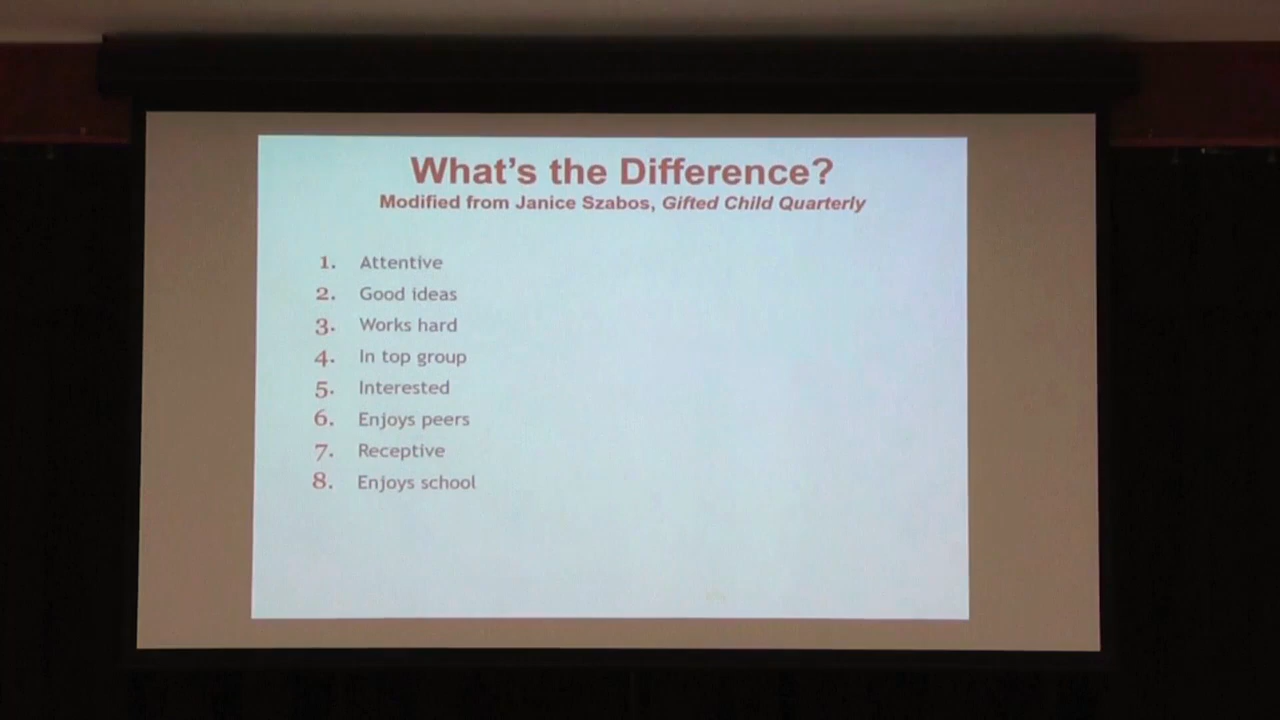 What's the Difference?
Modified from Janice Szabos, Gifted Child Quarterly
1. Attentive
2. Good ideas
3. Works hard
4. In top group
5. Interested
6. Enjoys peers
7. Receptive
8. Enjoys school